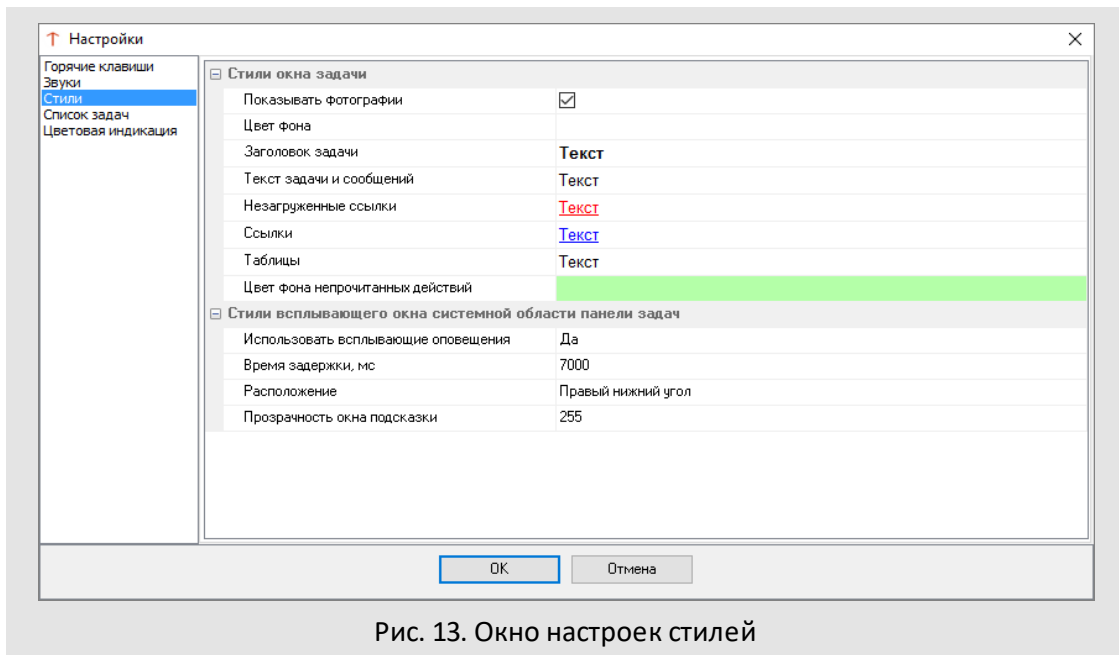 Настройки
Горячие клавиши
Звуки
Стили
Список задач
Цветовая индикация
Стили окна задачи
Показывать фотографии
Цвет фона
Заголовок задачи Текст
Текст задачи и сообщений Текст
Незагруженные ссылки Текст
Ссылки Текст
Таблицы Текст
Цвет фона непрочитанных действий
Стили всплывающего окна системной области панели задач
Использовать всплывающие оповещения Да
Время задержки, мс 7000
Расположение Правый нижний угол
Прозрачность окна подсказки 255
OK Отмена
Рис. 13. Окно настроек стилей